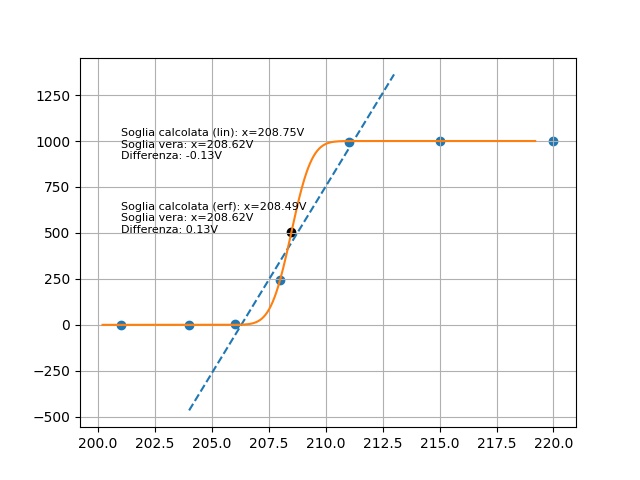 1250
1000
750
500
250
0
−250
−500
Soglia calcolata (lin): x=208.75V
Soglia vera: x=208.62V
Differenza: -0.13V
Soglia calcolata (erf): x=208.49V
Soglia vera: x=208.62V
Differenza: 0.13V
200.0 202.5 205.0 207.5 210.0 212.5 215.0 217.5 220.0